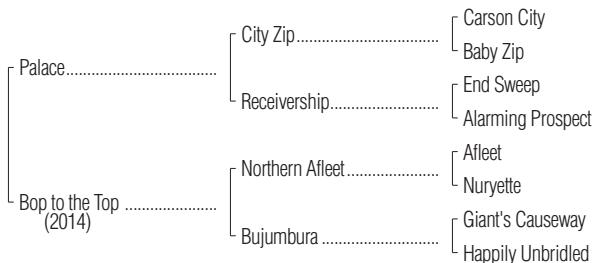 Carson City
City Zip
Baby Zip
Palace
End Sweep
Receivership
Alarming Prospect
Afleet
Northern Afleet
Nuryette
Bop to the Top
(2014)
Giant's Causeway
Bujumbura
Happily Unbridled